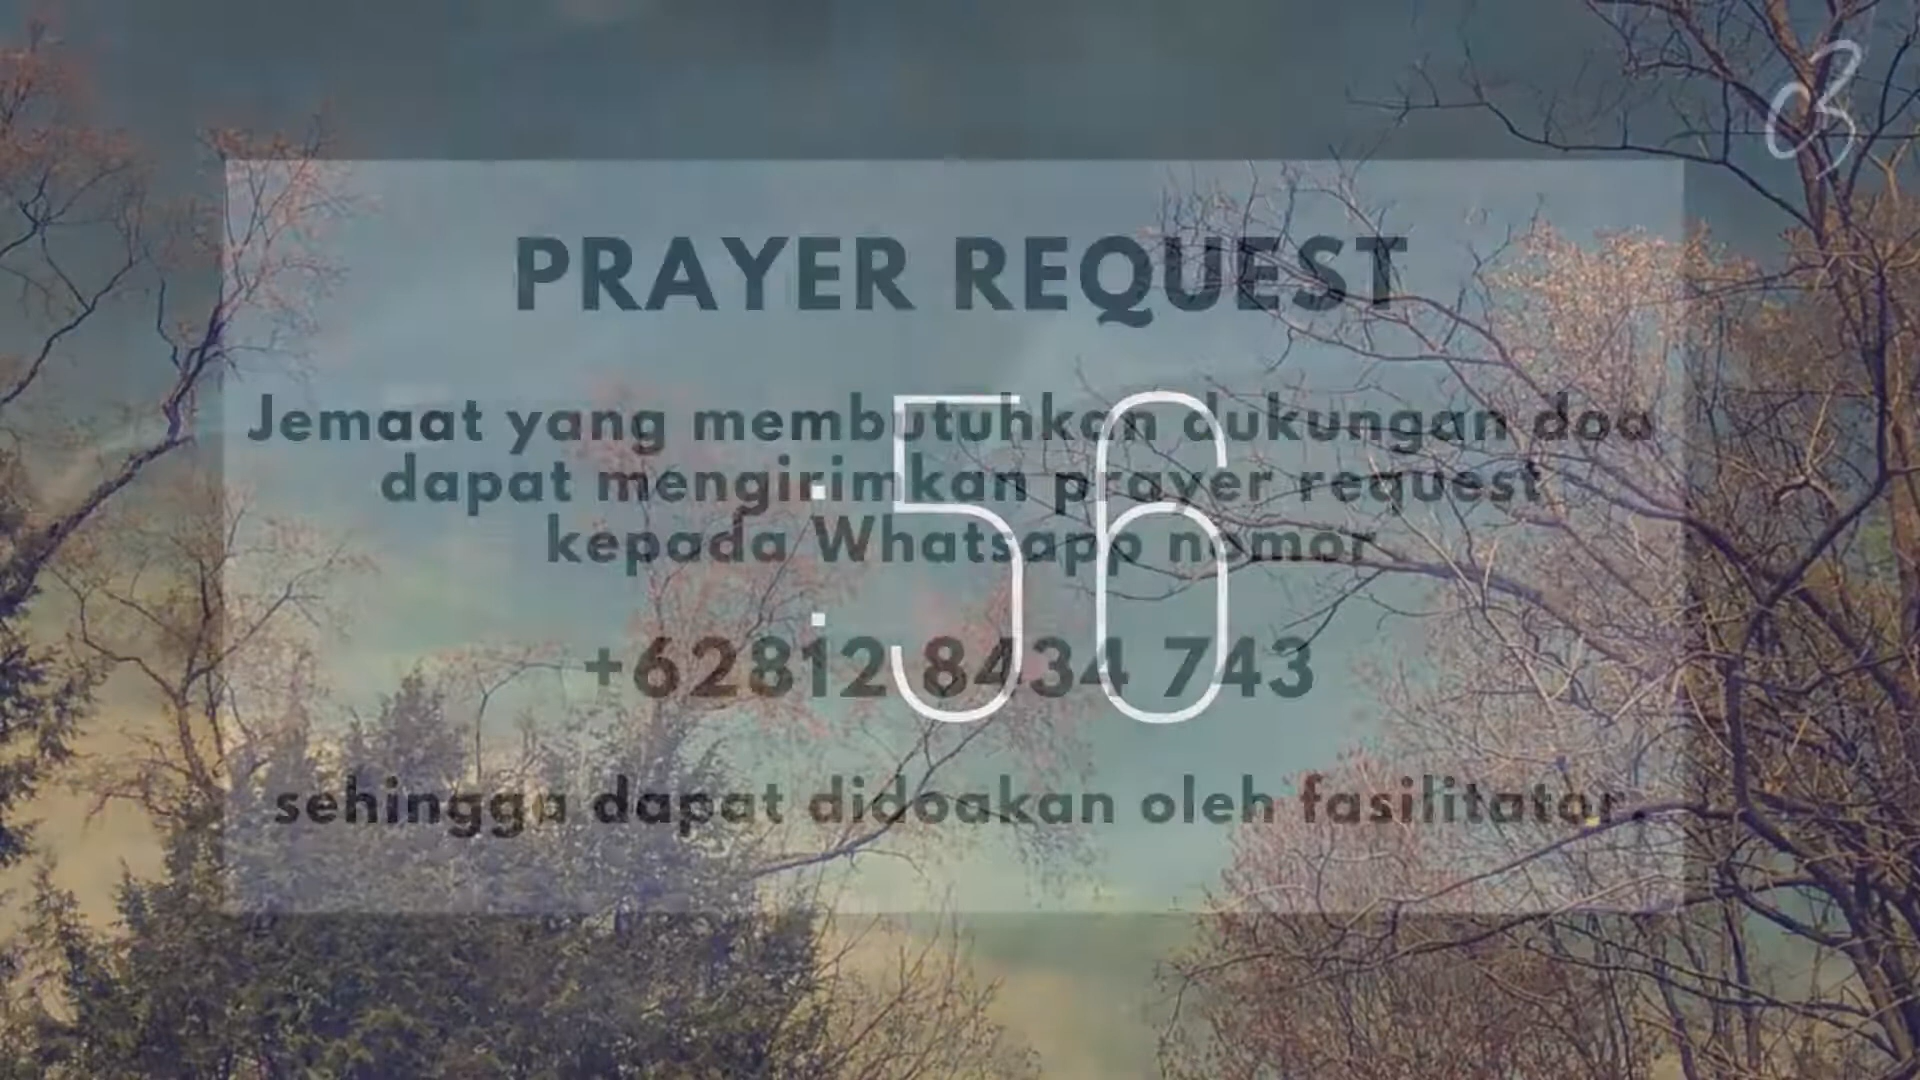 PRAYER REQUEST
Jemaat yang membutuhkan dukungan doa
dapat mengirimkan prayer request
kepada Whatsapp nomor
:56
+62812 8434 743
sehingga dapat didoakan oleh fasilitator.